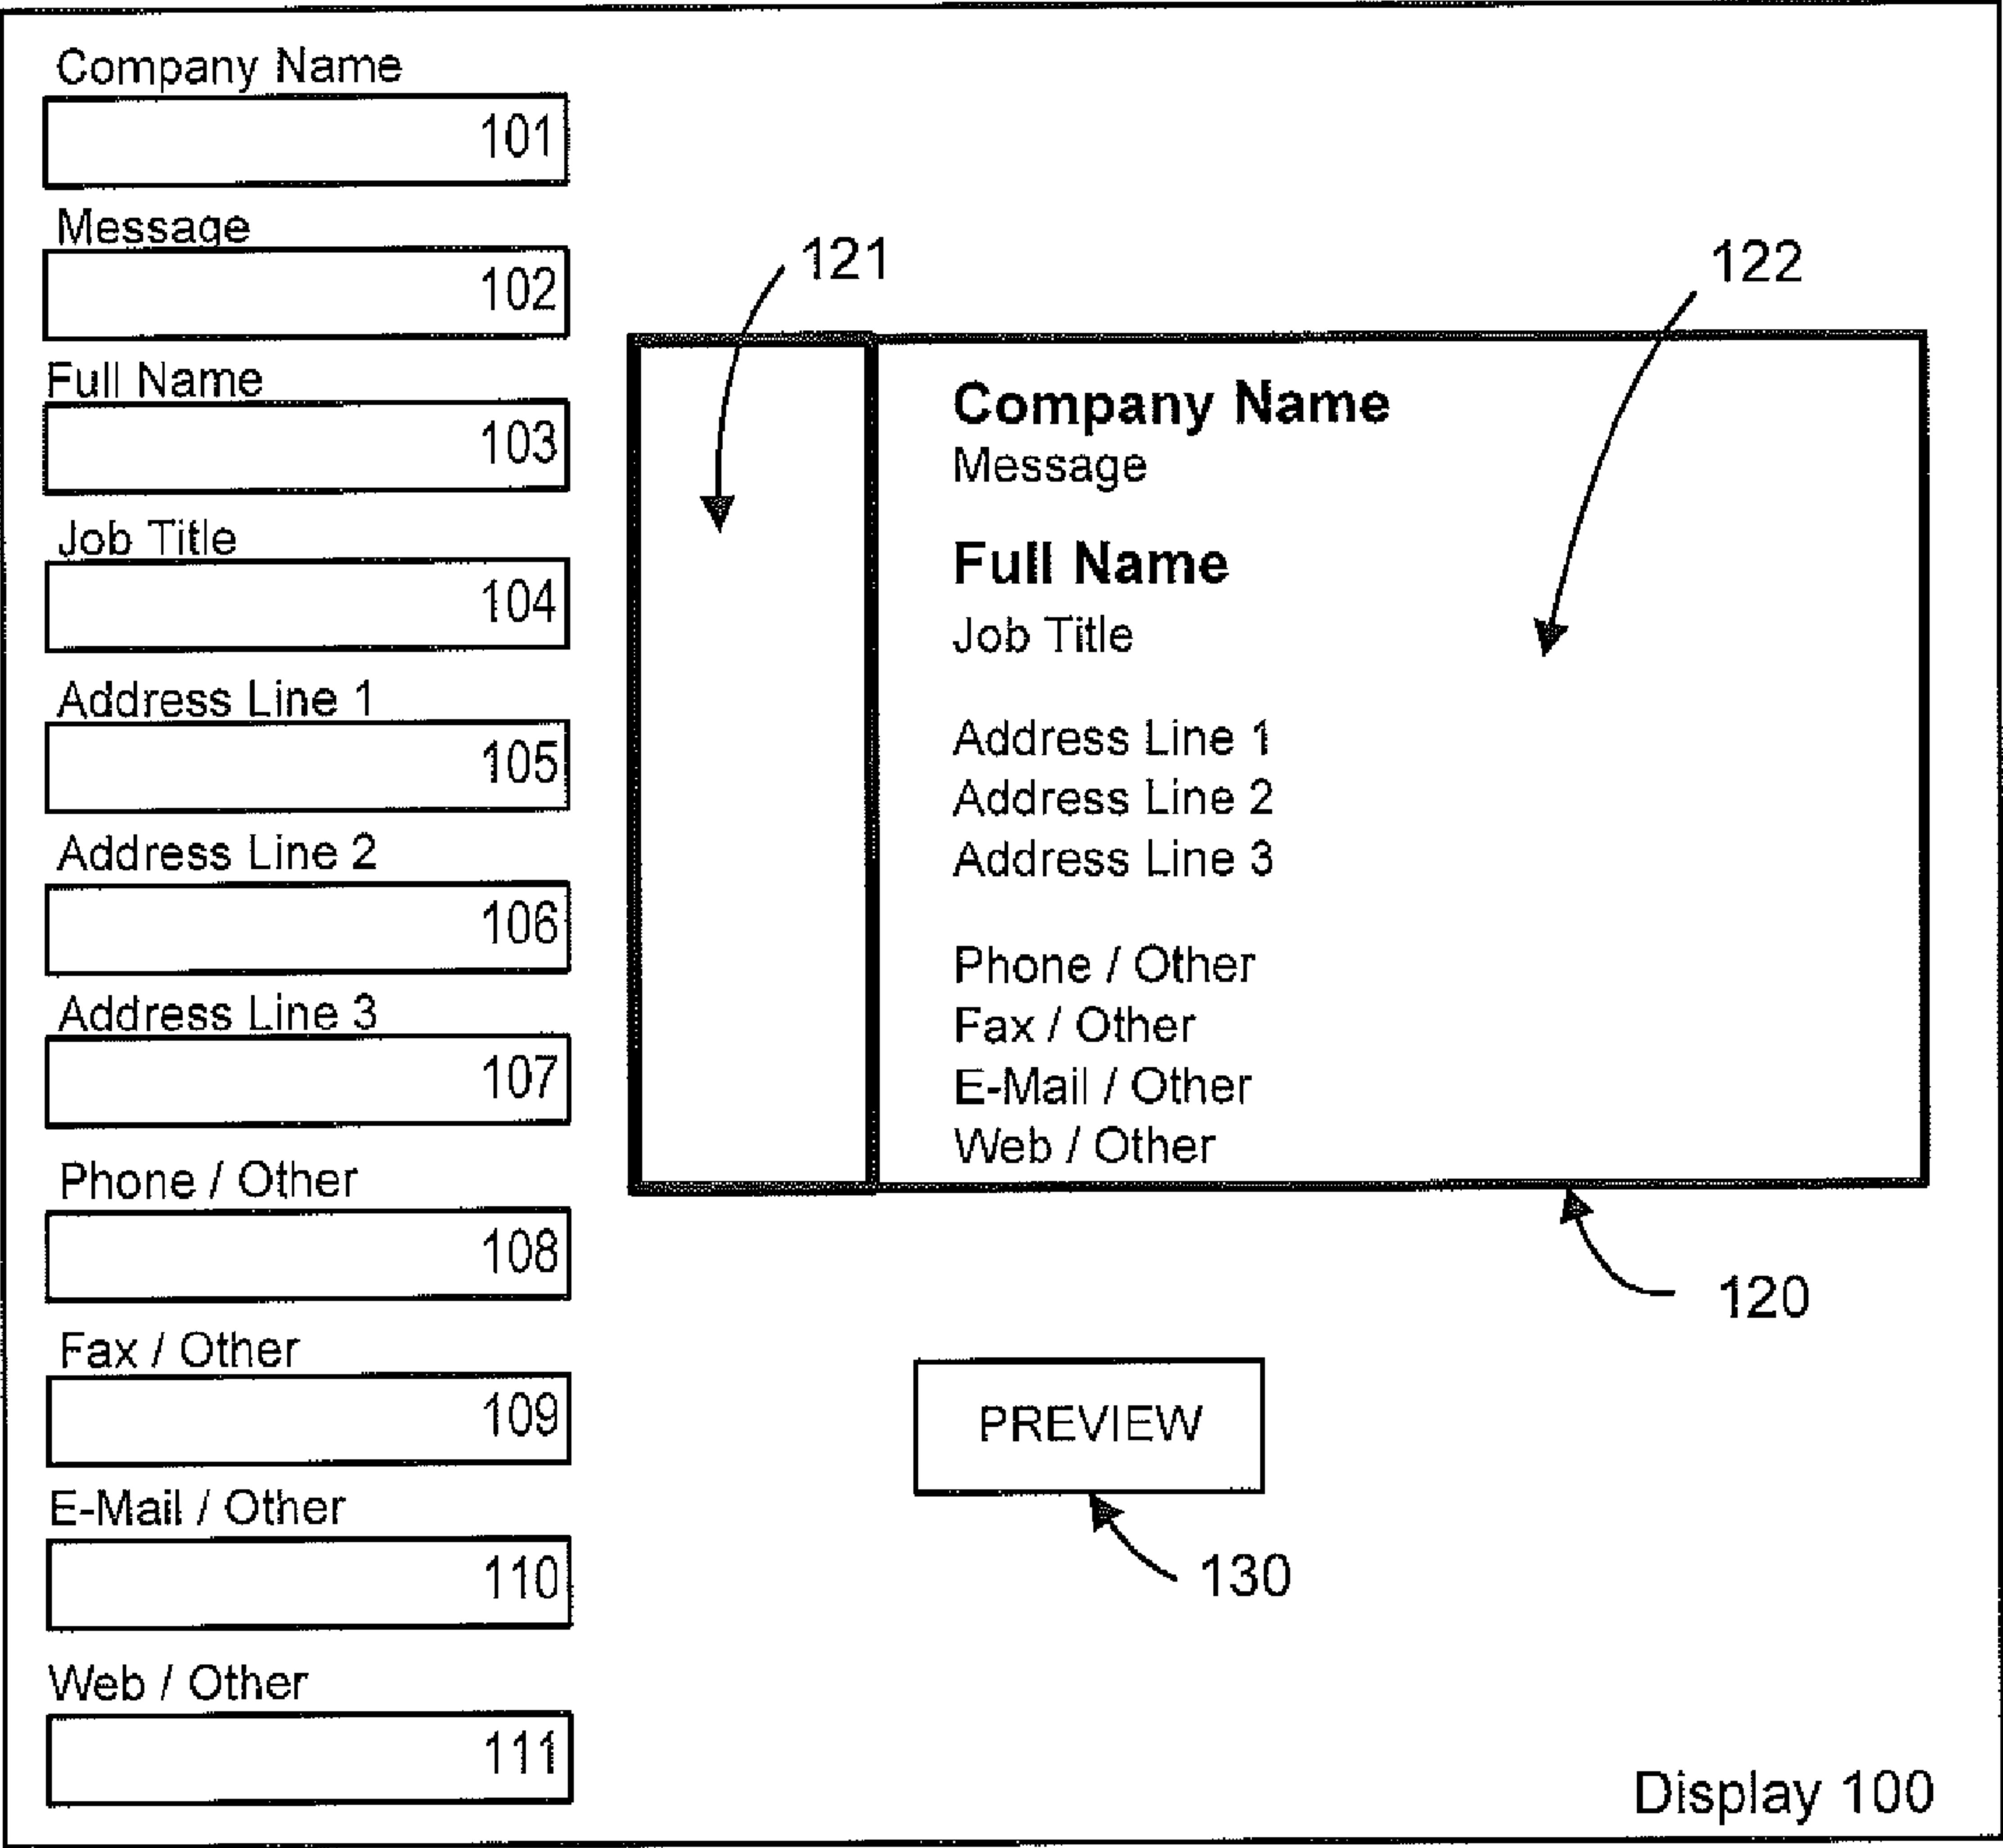 Company Name
101
Message
102
Full Name
103
Job Title
104
Address Line 1
105
Address Line 2
106
Address Line 3
107
Phone / Other
108
Fax / Other
109
E-Mail / Other
110
Web / Other
111
121
122
Company Name
Message
Full Name
Job Title
Address Line 1
Address Line 2
Address Line 3
Phone / Other
Fax / Other
E-Mail / Other
Web / Other
120
PREVIEW
130
Display 100